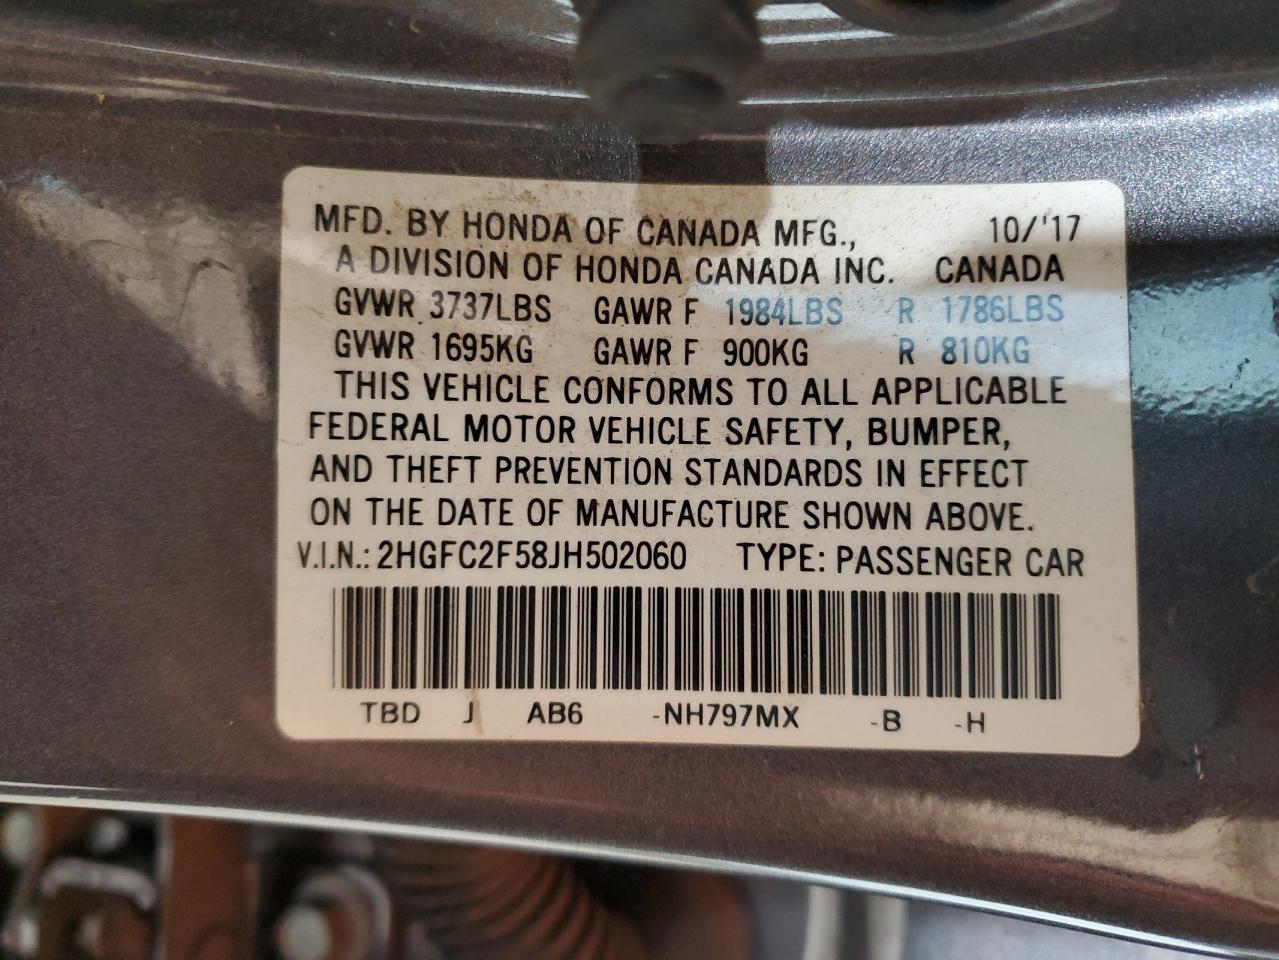 MFD. BY HONDA OF CANADA MFG., 10/'17
A DIVISION OF HONDA CANADA INC. CANADA
GVWR 3737LBS GAWR F 1984LBS R 1786LBS
GVWR 1695KG GAWR F 900KG R 810KG
THIS VEHICLE CONFORMS TO ALL APPLICABLE
FEDERAL MOTOR VEHICLE SAFETY, BUMPER,
AND THEFT PREVENTION STANDARDS IN EFFECT
ON THE DATE OF MANUFACTURE SHOWN ABOVE.
V.I.N.: 2HGFC2F58JH502060 TYPE: PASSENGER CAR
TBD J AB6 -NH797MX -B -H